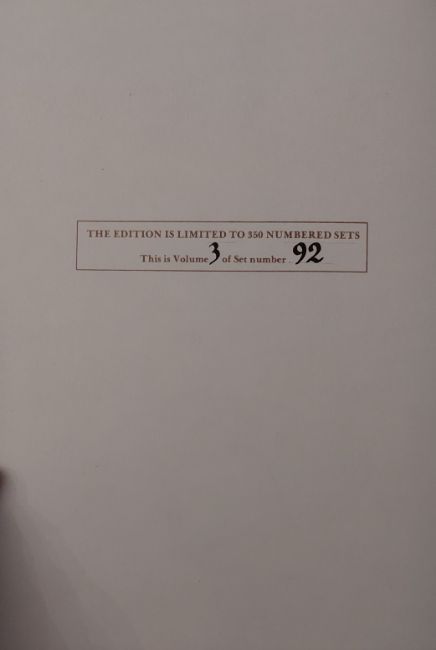 THE EDITION IS LIMITED TO 350 NUMBERED SETS
This is Volume 3 of Set number 92